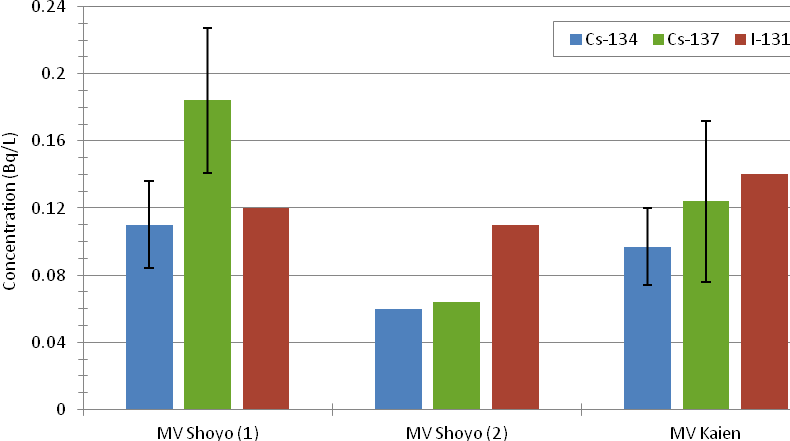 0.24
Cs-134 Cs-137 I-131
0.2
0.16
0.12
0.08
0.04
0
Concentration (Bq/L)
MV Shoyo (1) MV Shoyo (2) MV Kaien